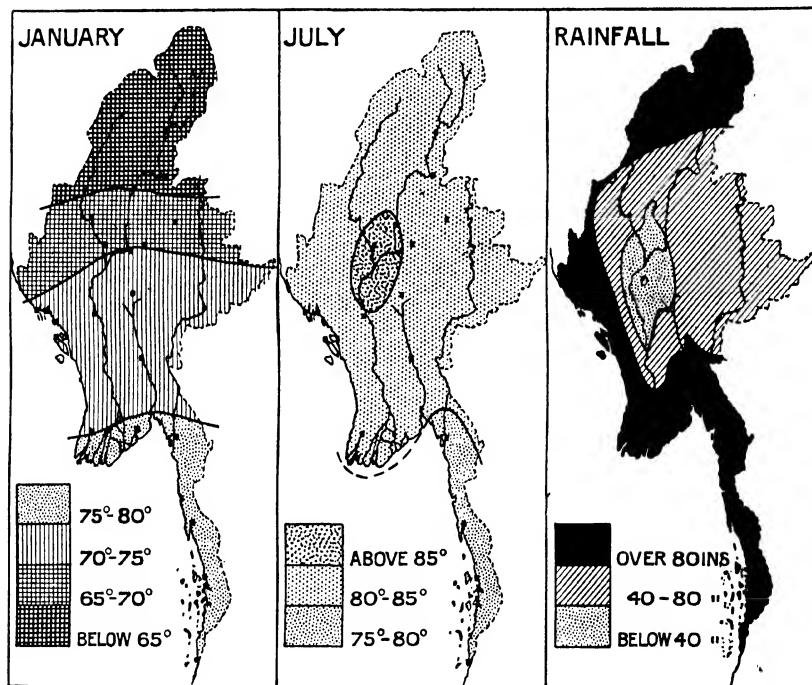 JANUARY
75°-80°
70°-75°
65°-70°
BELOW 65°
JULY
ABOVE 85°
80°-85°
75°-80°
RAINFALL
OVER 80INS
40-80 "
BELOW 40 "